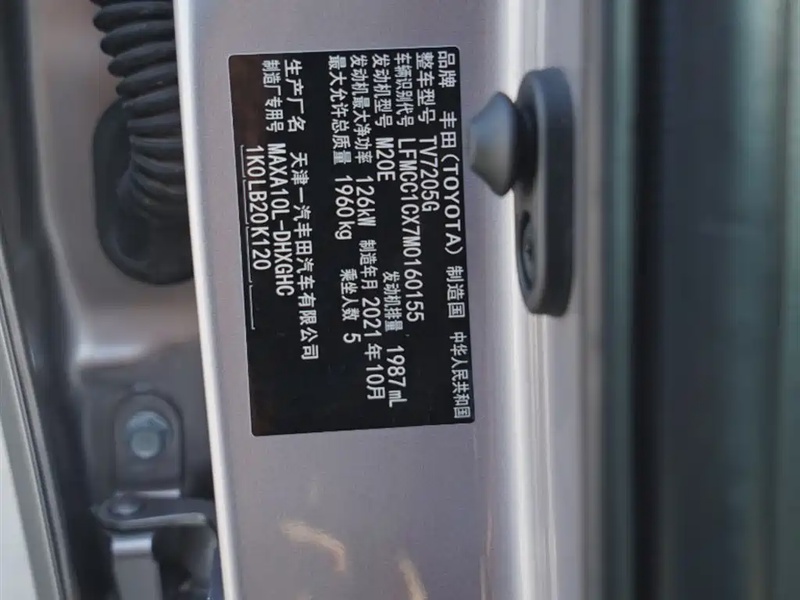 品牌 丰田(TOYOTA) 制造国 中华人民共和国
整车型号 TV7205G
车辆识别代号 LFMCC1CX7M0160155
发动机型号 M20E 发动机排量 1987mL
发动机最大净功率 126kW 制造年月 2021年10月
最大允许总质量 1960kg 乘坐人数 5
生产厂名 天津一汽丰田汽车有限公司
制造厂专用号 MAXA10L-DHXGHC
1K0LB20K120